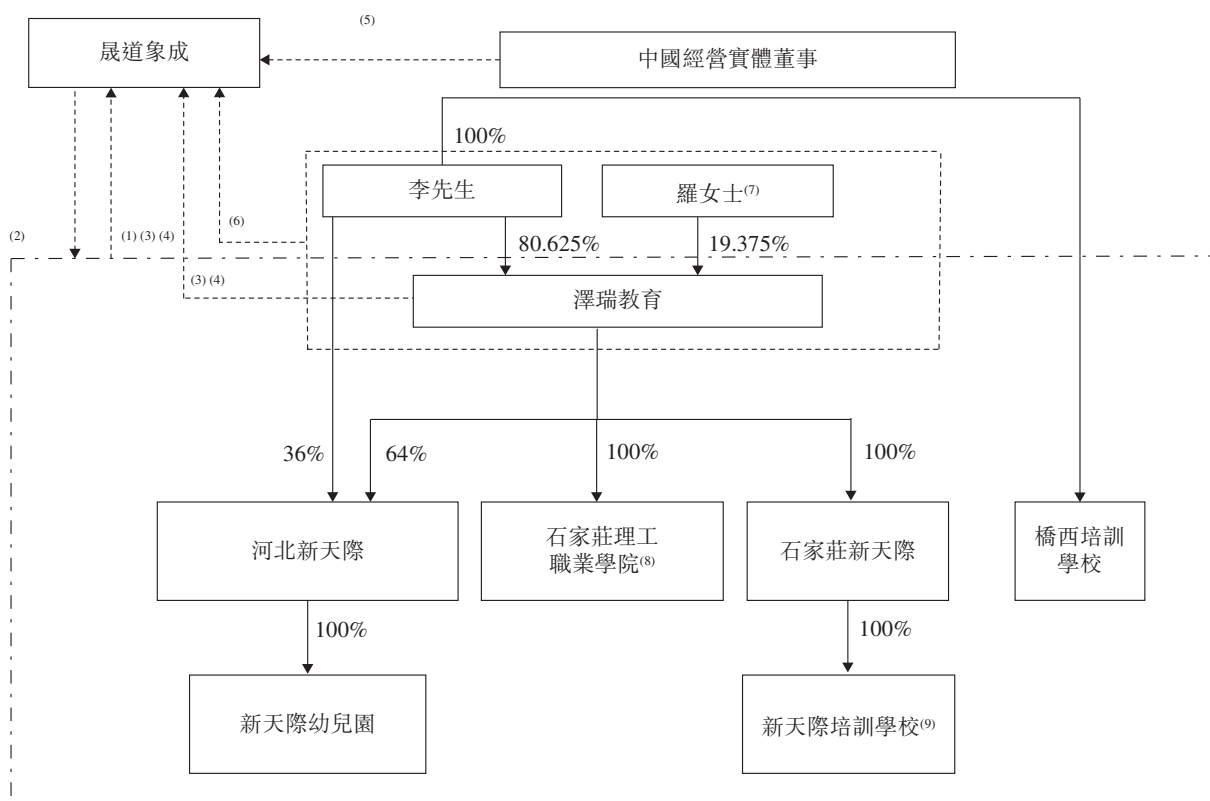 (5)
晟道象成
中國經營實體董事
100%
李先生
羅女士(7)
(6)
(2)
(1) (3) (4)
80.625%
19.375%
(3) (4)
澤瑞教育
36%
64%
100%
100%
河北新天際
石家莊理工
職業學院(8)
石家莊新天際
橋西培訓
學校
100%
100%
新天際幼兒園
新天際培訓學校(9)